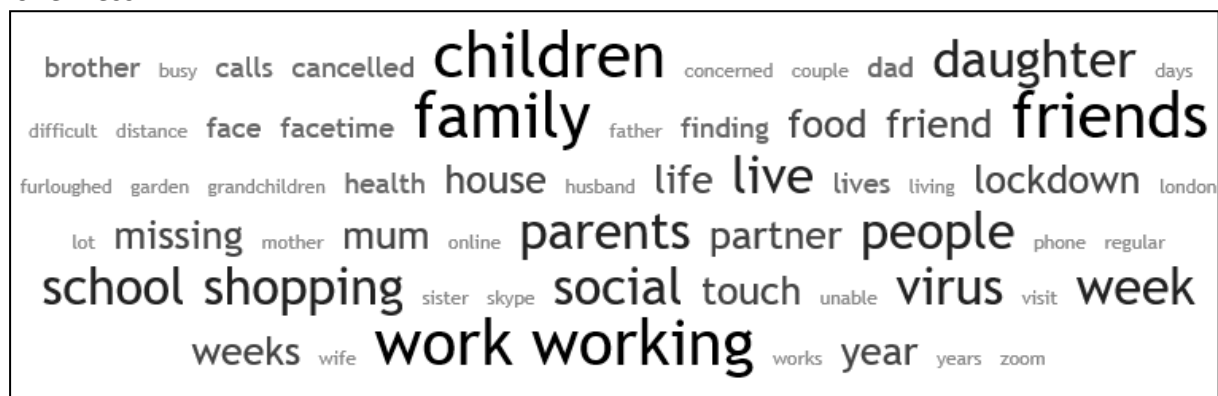 brother busy calls cancelled children concerned couple dad daughter days
difficult distance face facetime family father finding food friend friends
furloughed garden grandchildren health house husband life live lives living lockdown london
lot missing mother mum online parents partner people phone regular
school shopping sister skype social touch unable virus visit week
weeks wife work working works year years zoom